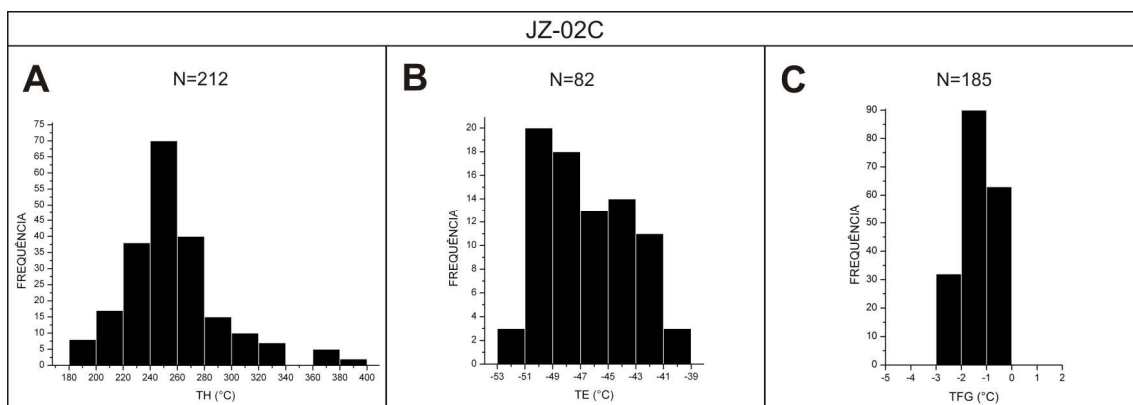 JZ-02C
A
N=212
FREQUÊNCIA
75
70
65
60
55
50
45
40
35
30
25
20
15
10
5
0
180 200 220 240 260 280 300 320 340 360 380 400
TH (°C)
B
N=82
FREQUÊNCIA
20
18
16
14
12
10
8
6
4
2
0
-53 -51 -49 -47 -45 -43 -41 -39
TE (°C)
C
N=185
FREQUÊNCIA
90
80
70
60
50
40
30
20
10
0
-5 -4 -3 -2 -1 0 1 2
TFG (°C)